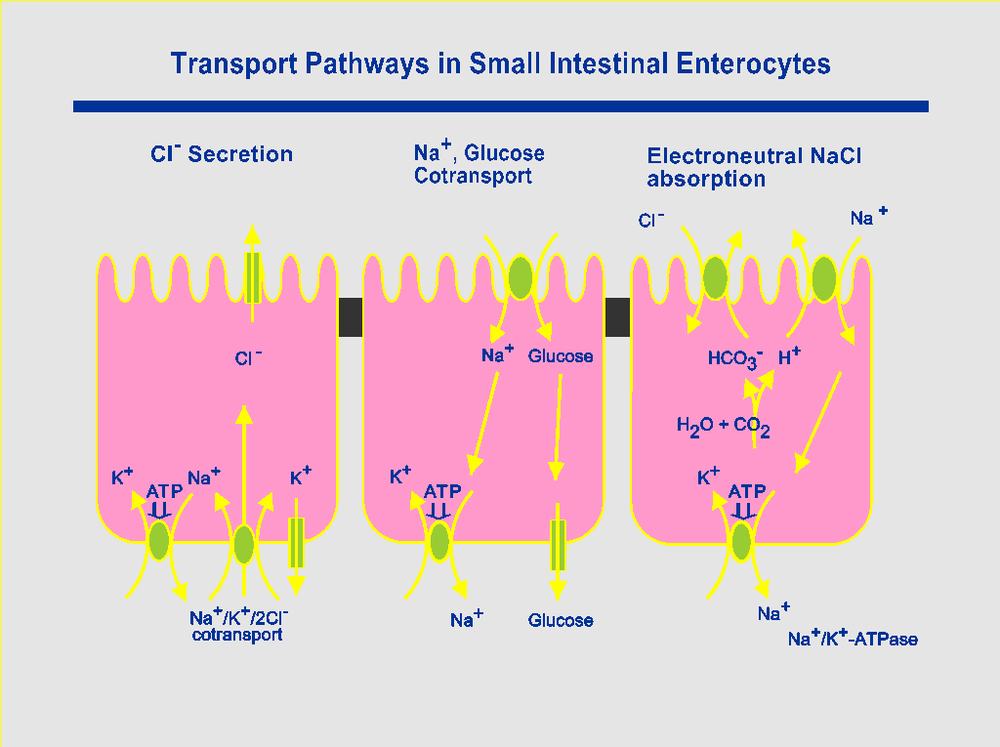 Transport Pathways in Small Intestinal Enterocytes
Cl⁻ Secretion
Na⁺, Glucose
Cotransport
Electroneutral NaCl
absorption
Cl⁻
Na⁺
Cl⁻
Na⁺ Glucose
HCO₃⁻ H⁺
H₂O + CO₂
K⁺
ATP
Na⁺
K⁺
K⁺
ATP
K⁺
ATP
Na⁺/K⁺/2Cl⁻
cotransport
Na⁺
Glucose
Na⁺
Na⁺/K⁺-ATPase